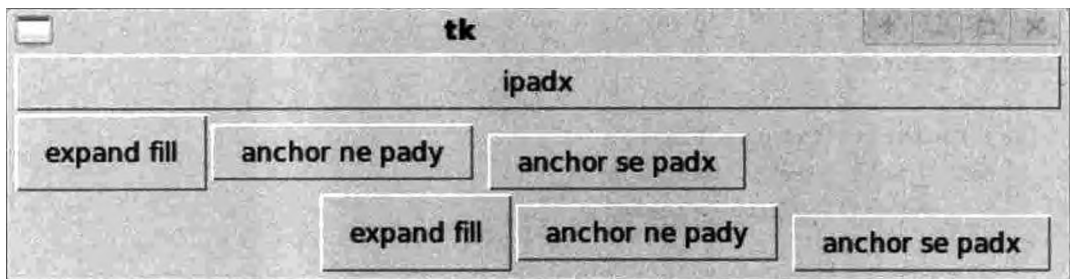 tk
ipadx
expand fill anchor ne pady anchor se padx
expand fill anchor ne pady anchor se padx